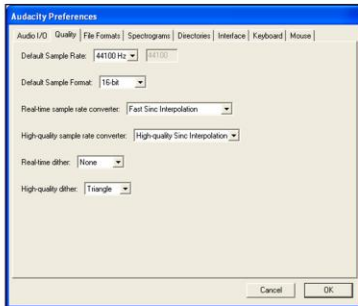 Audacity Preferences
Audio I/O Quality File Formats Spectrograms Directories Interface Keyboard Mouse
Default Sample Rate: 44100 Hz 44100
Default Sample Format: 16-bit
Real-time sample rate converter: Fast Sinc Interpolation
High-quality sample rate converter: High-quality Sinc Interpolation
Real-time dither: None
High-quality dither: Triangle
Cancel OK